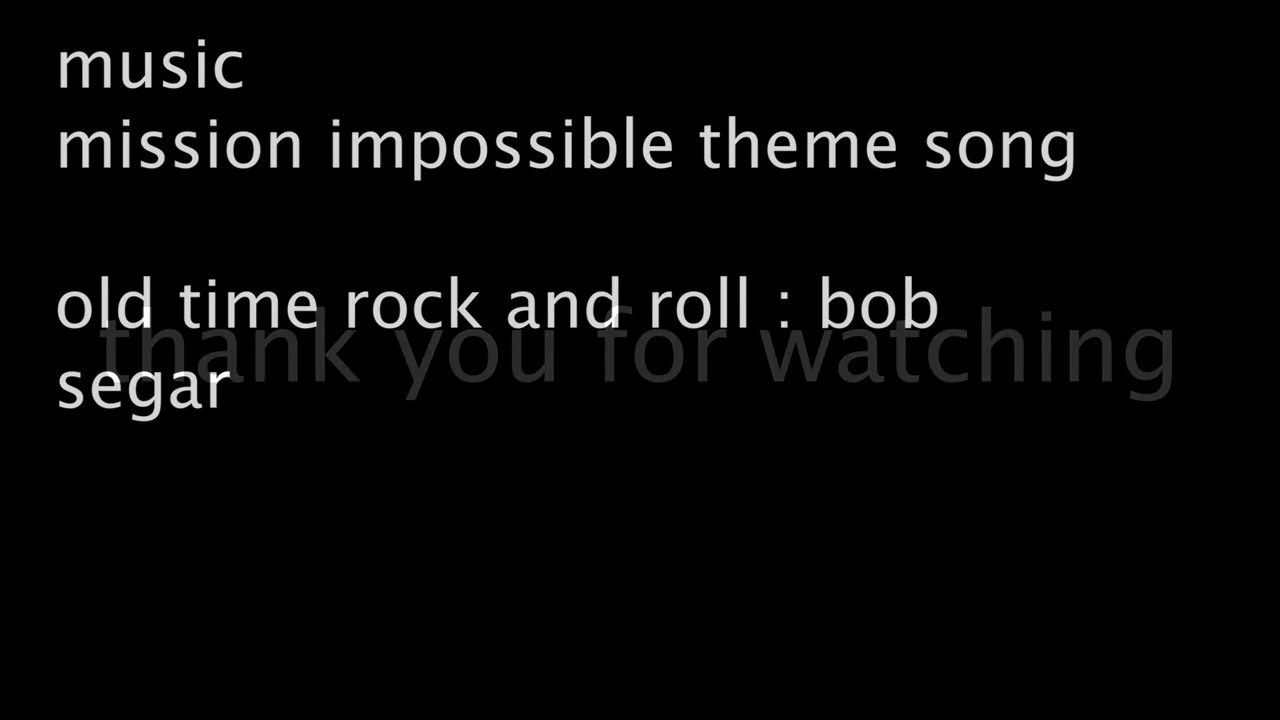 music
mission impossible theme song
old time rock and roll : bob
thank you for watching
segar